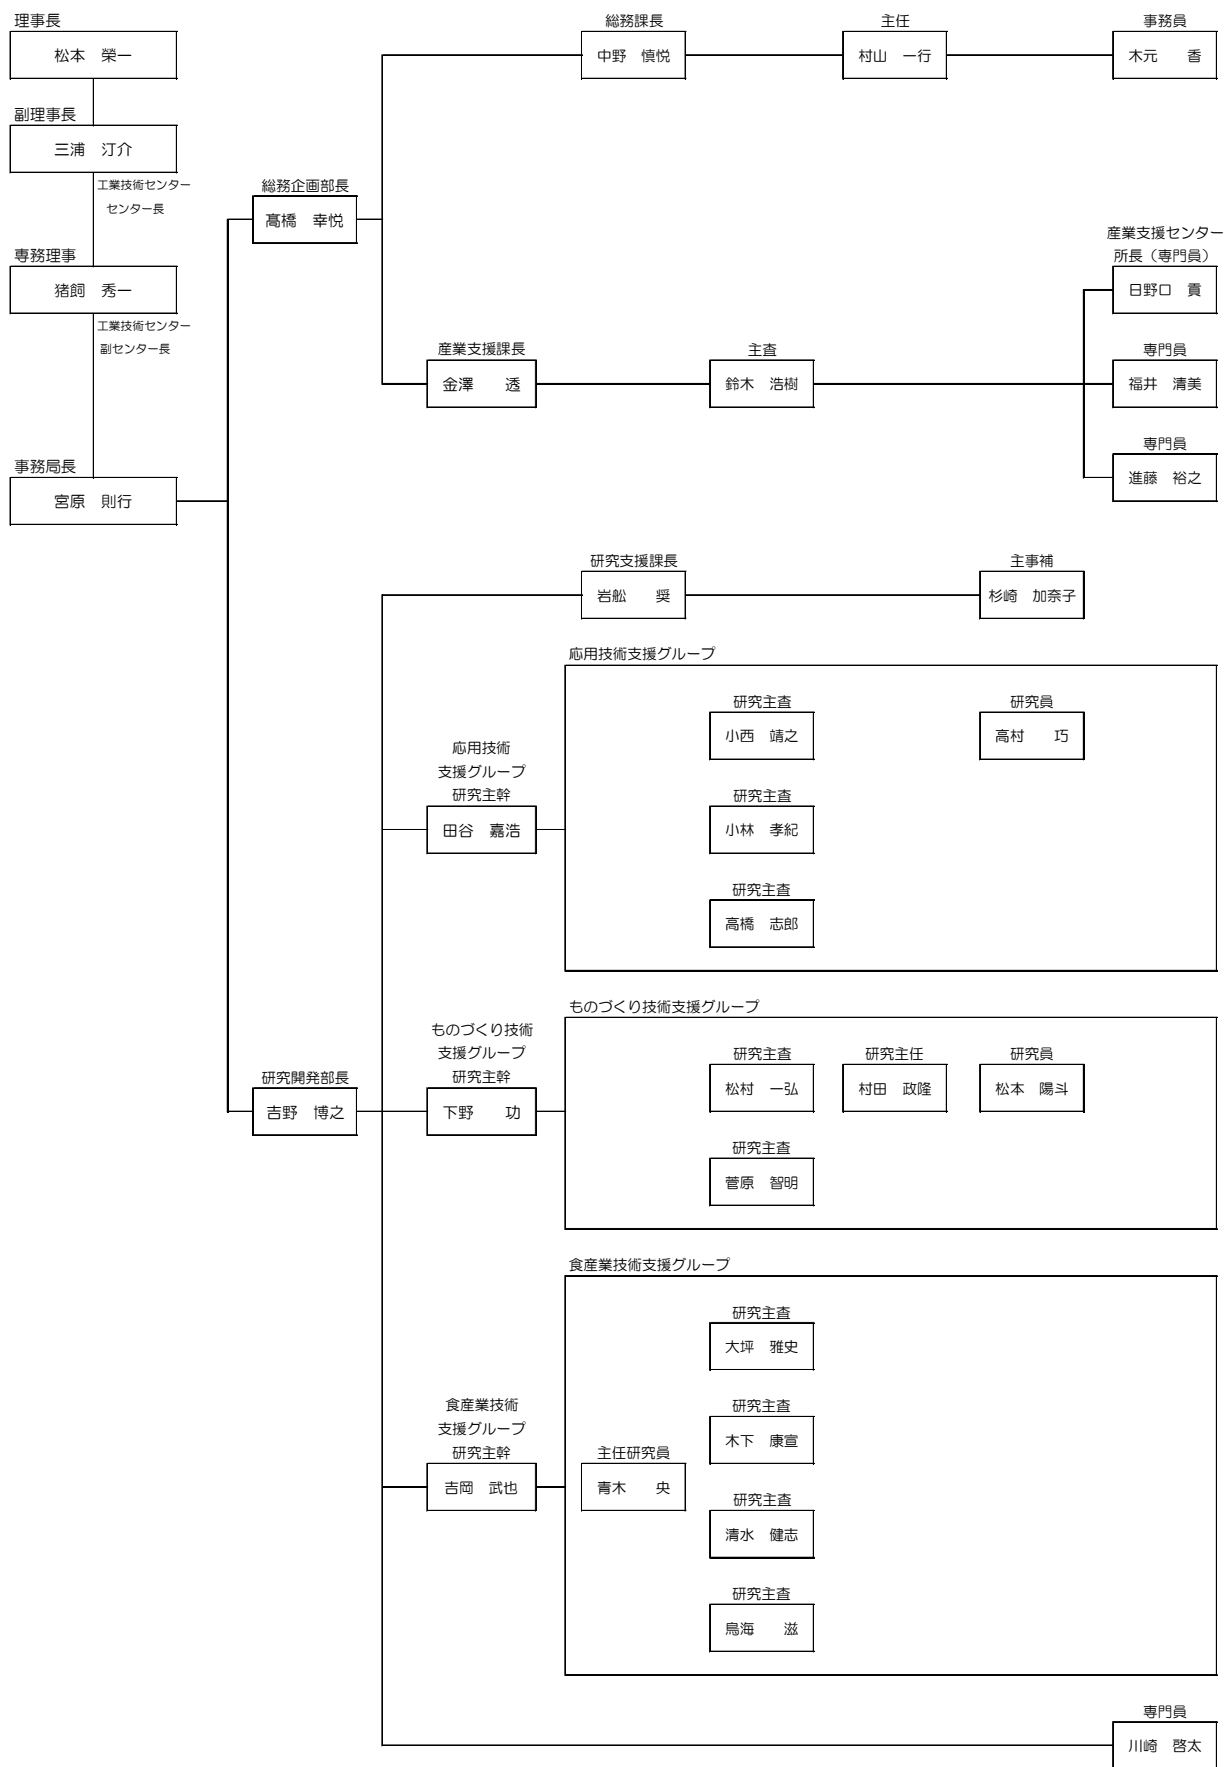 理事長
松本　榮一
副理事長
三浦　汀介
工業技術センター
センター長
専務理事
猪飼　秀一
工業技術センター
副センター長
事務局長
宮原　則行
総務企画部長
髙橋　幸悦
総務課長
中野　慎悦
主任
村山　一行
事務員
木元　香
産業支援課長
金澤　透
主査
鈴木　浩樹
産業支援センター
所長（専門員）
日野口　貢
専門員
福井　清美
専門員
進藤　裕之
研究開発部長
吉野　博之
研究支援課長
岩舩　奨
主事補
杉崎　加奈子
応用技術
支援グループ
研究主幹
田谷　嘉浩
応用技術支援グループ
研究主査
小西　靖之
研究員
高村　巧
研究主査
小林　孝紀
研究主査
高橋　志郎
ものづくり技術
支援グループ
研究主幹
下野　功
ものづくり技術支援グループ
研究主査
松村　一弘
研究主任
村田　政隆
研究員
松本　陽斗
研究主査
菅原　智明
食産業技術
支援グループ
研究主幹
吉岡　武也
食産業技術支援グループ
主任研究員
青木　央
研究主査
大坪　雅史
研究主査
木下　康宣
研究主査
清水　健志
研究主査
鳥海　滋
専門員
川崎　啓太